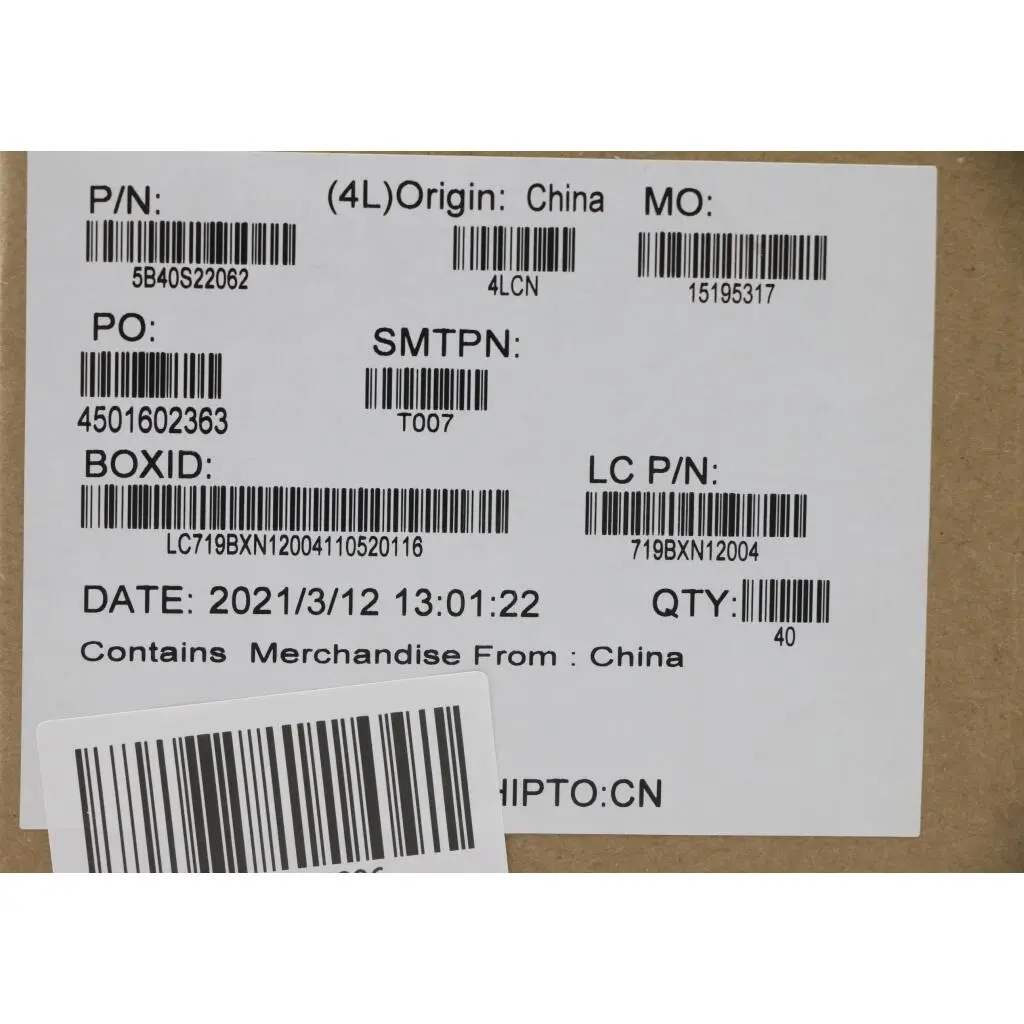 P/N: (4L)Origin: China MO:
5B40S22062 4LCN 15195317
PO: SMTPN:
4501602363 T007
BOXID: LC P/N:
LC719BXN12004110520116 719BXN12004
DATE: 2021/3/12 13:01:22 QTY:
40
Contains Merchandise From : China
HIPTO:CN